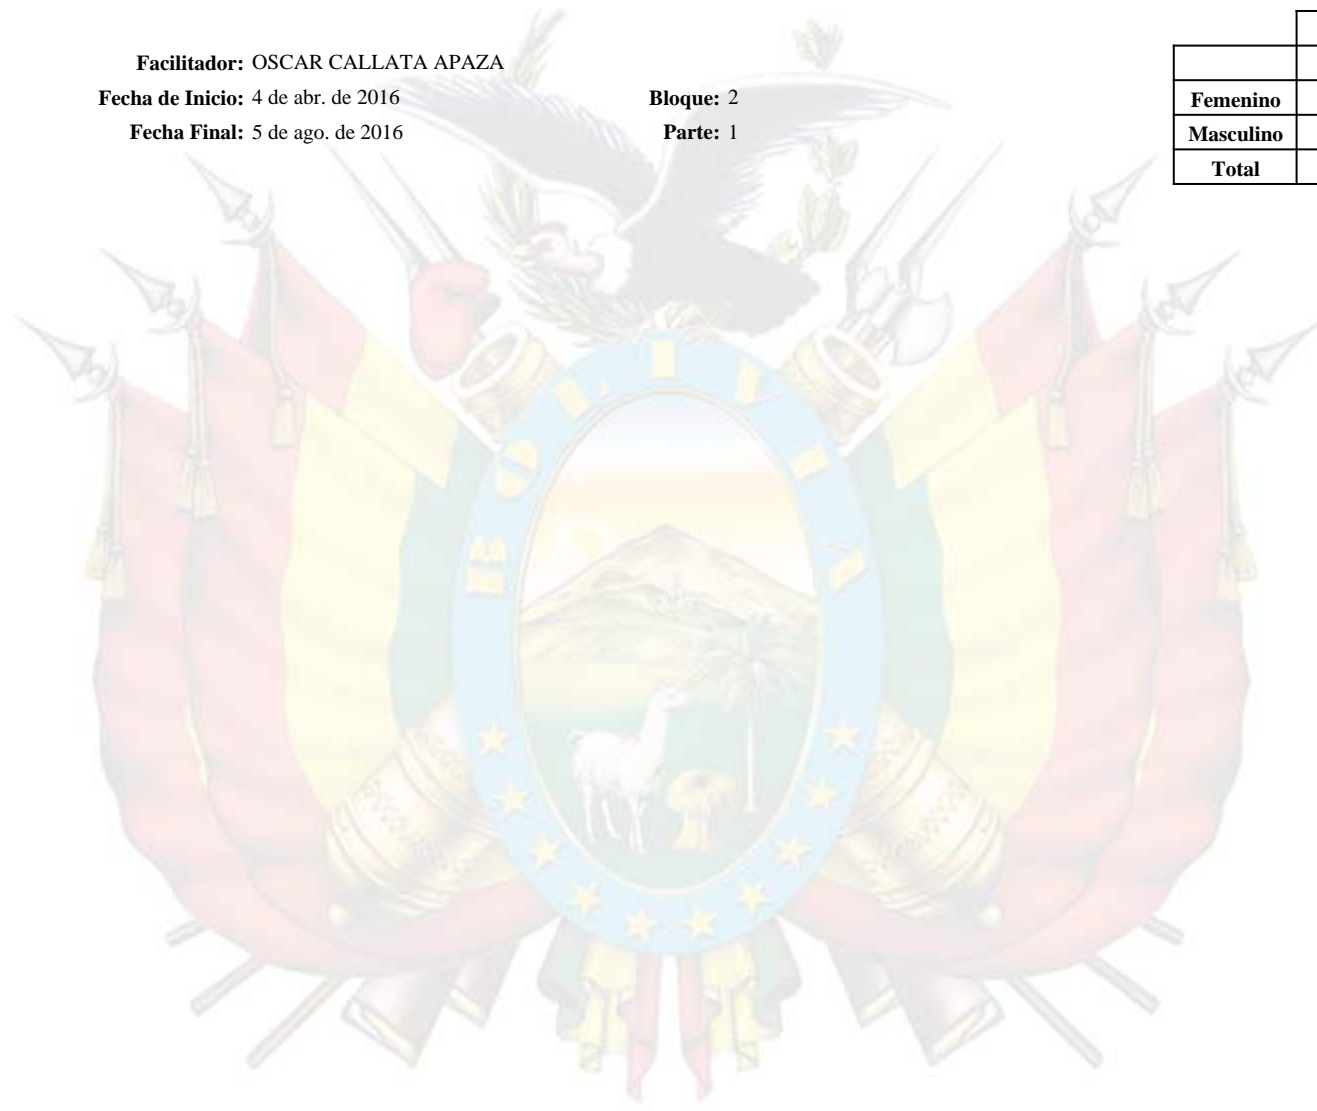 Facilitador: OSCAR CALLATA APAZA
Fecha de Inicio: 4 de abr. de 2016 Bloque: 2
Fecha Final: 5 de ago. de 2016 Parte: 1
Femenino
Masculino
Total
BOLIVIA